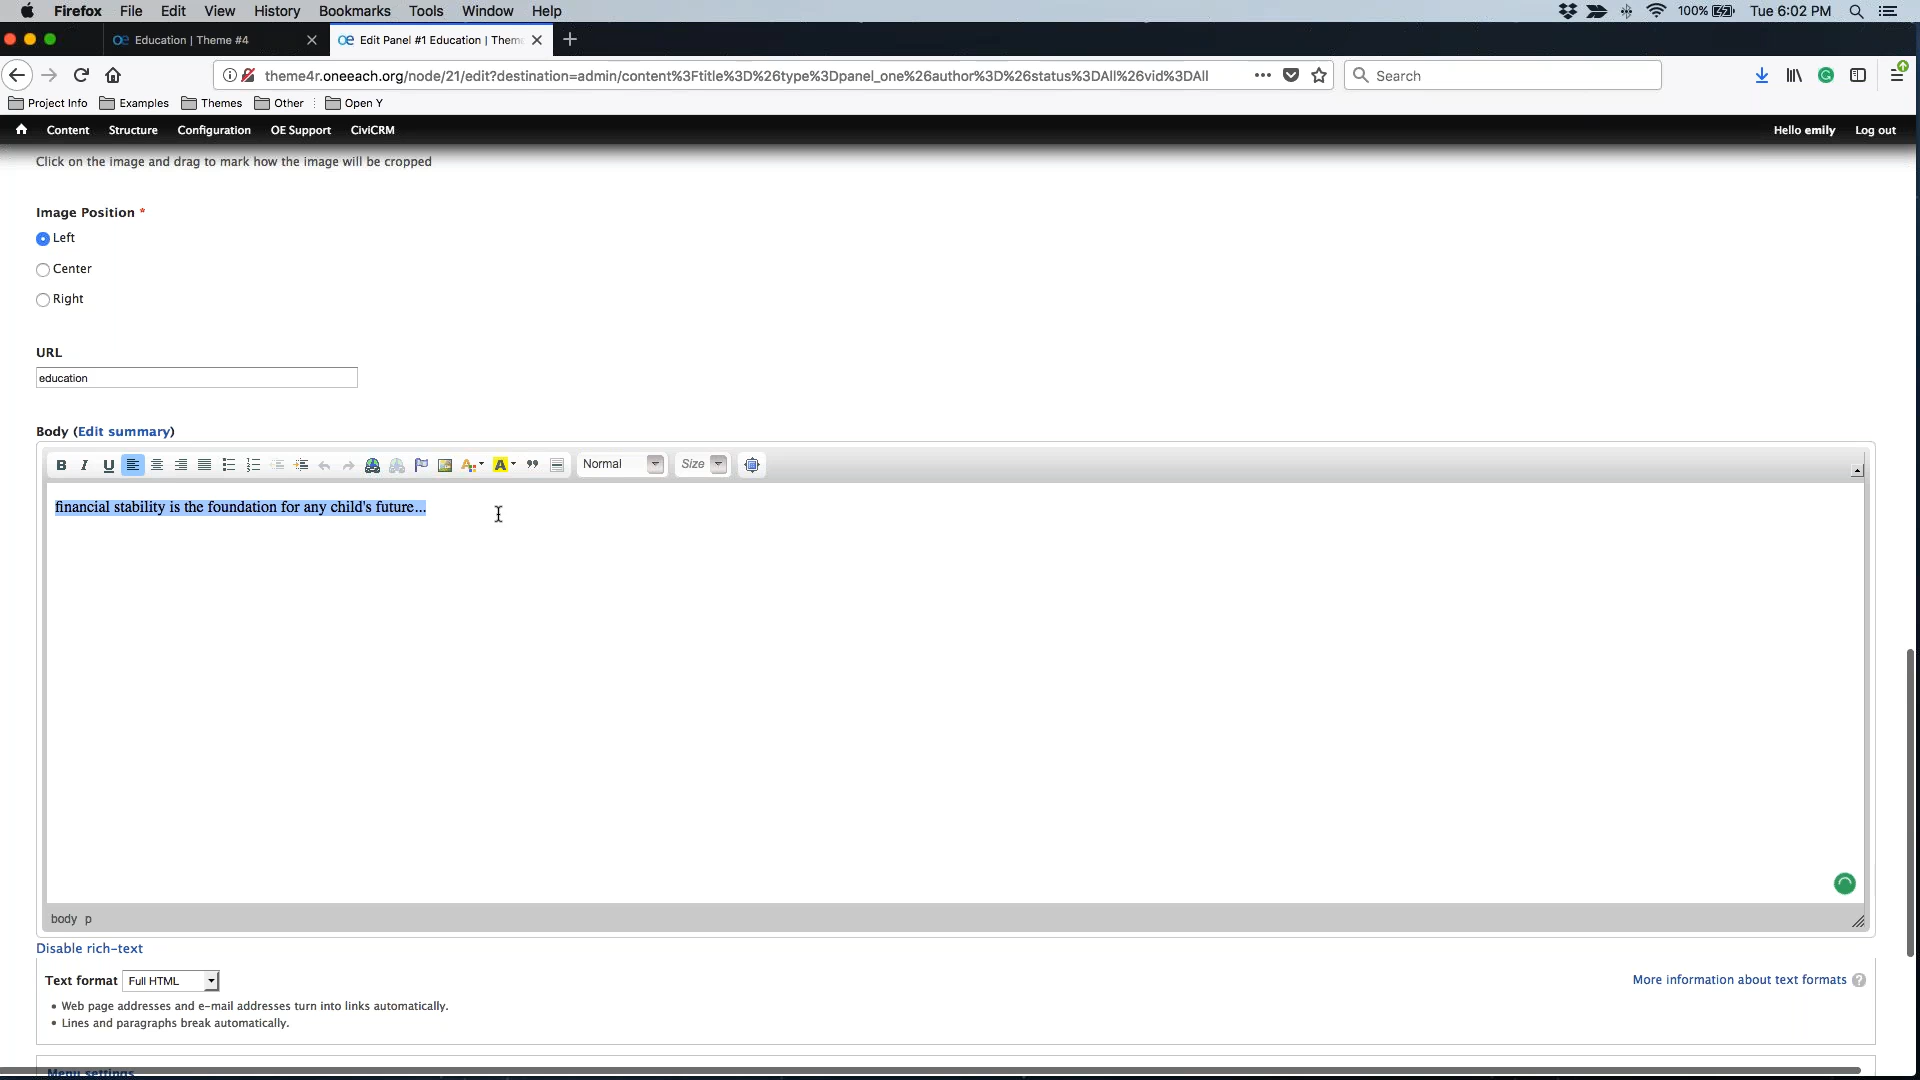 Firefox File Edit View History Bookmarks Tools Window Help 100% Tue 6:02 PM
Education | Theme #4 Edit Panel #1 Education | Them
theme4r.oneeach.org/node/21/edit?destination=admin/content%3Ftitle%3D%26type%3Dpanel_one%26author%3D%26status%3DAll%26vid%3DAll Search
Project Info Examples Themes Other Open Y
Content Structure Configuration OE Support CiviCRM Hello emily Log out
Click on the image and drag to mark how the image will be cropped
Image Position *
Left
Center
Right
URL
education
Body (Edit summary)
B I U A A Normal Size
financial stability is the foundation for any child's future...
body p
Disable rich-text
Text format Full HTML More information about text formats ?
Web page addresses and e-mail addresses turn into links automatically.
Lines and paragraphs break automatically.
Menu settings